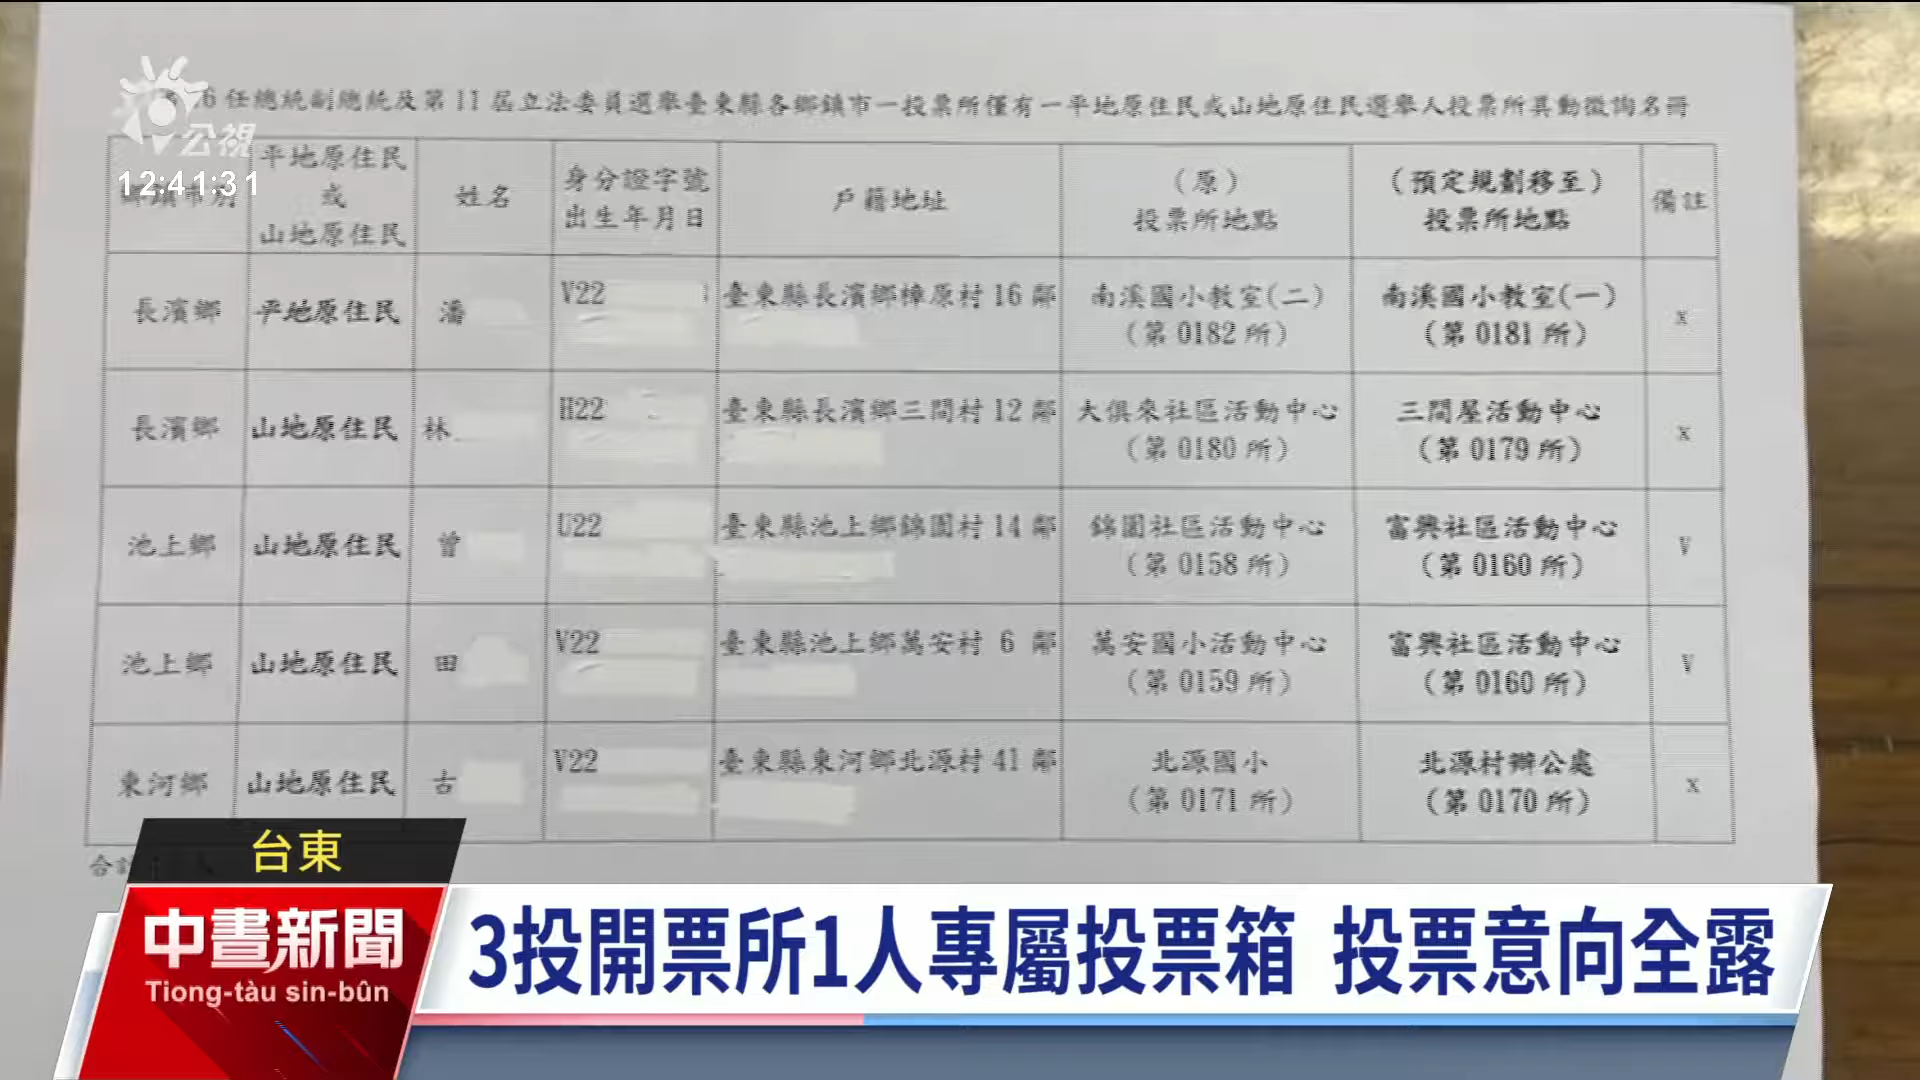 公視
12:41:31
6任總統副總統及第11屆立法委員選舉臺東縣各鄉鎮市一投票所僅有一平地原住民或山地原住民選舉人投票所異動徵詢名冊
鄉鎮市別
平地原住民
或
山地原住民
姓名
身分證字號
出生年月日
戶籍地址
(原)
投票所地點
(預定規劃移至)
投票所地點
備註
長濱鄉 平地原住民 潘 V22 臺東縣長濱鄉樟原村16鄰 南溪國小教室(二) 南溪國小教室(一) x
(第0182所) (第0181所)
長濱鄉 山地原住民 林 H22 臺東縣長濱鄉三間村12鄰 大俱來社區活動中心 三間屋活動中心 x
(第0180所) (第0179所)
池上鄉 山地原住民 曾 U22 臺東縣池上鄉錦園村14鄰 錦園社區活動中心 富興社區活動中心 V
(第0158所) (第0160所)
池上鄉 山地原住民 田 V22 臺東縣池上鄉萬安村 6 鄰 萬安國小活動中心 富興社區活動中心 V
(第0159所) (第0160所)
東河鄉 山地原住民 古 V22 臺東縣東河鄉北源村41鄰 北源國小 北源村辦公處 x
(第0171所) (第0170所)
台東
中晝新聞
Tiong-tàu sin-bûn
3投開票所1人專屬投票箱 投票意向全露